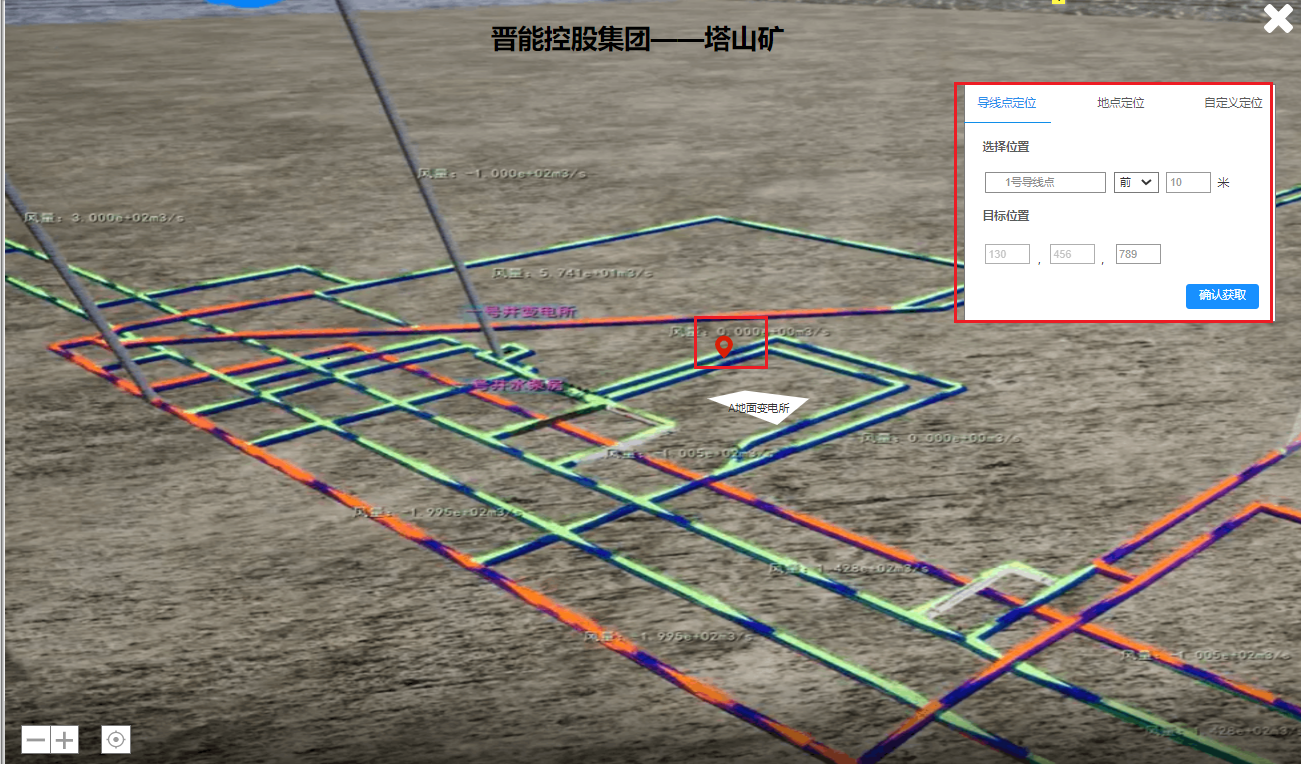 晋能控股集团——塔山矿
导线点定位 地点定位 自定义定位
选择位置
1号导线点 前 10 米
目标位置
130 , 456 , 789
确认获取
风量: -1.000e+02m3/s
风量: 3.000e+02m3/s
风量: 5.741e+01m3/s
一号井变电所
风量: 0.000e+00m3/s
号井水泵房
A地面变电所
风量: 0.000e+00m3/s
风量: -1.005e+02m3/s
风量: -1.995e+02m3/s
风量: 1.428e+02m3/s
风量: -1.995e+02m3/s
风量: -1.005e+02m3/s
风量: 1.428e+02m3/s